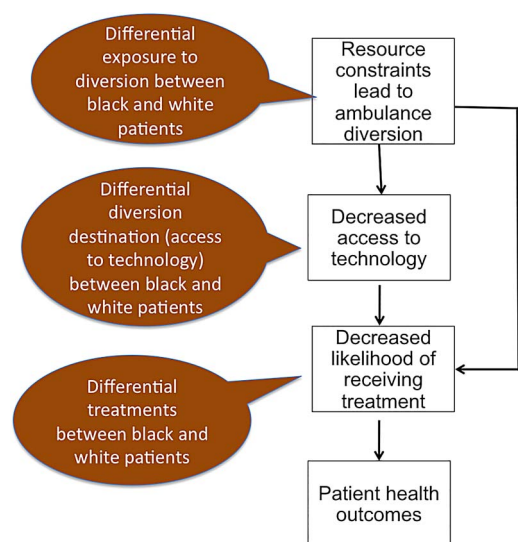 Differential
exposure to
diversion between
black and white
patients
Resource
constraints
lead to
ambulance
diversion
Differential
diversion
destination (access
to technology)
between black and
white patients
Decreased
access to
technology
Differential
treatments
between black and
white patients
Decreased
likelihood of
receiving
treatment
Patient health
outcomes